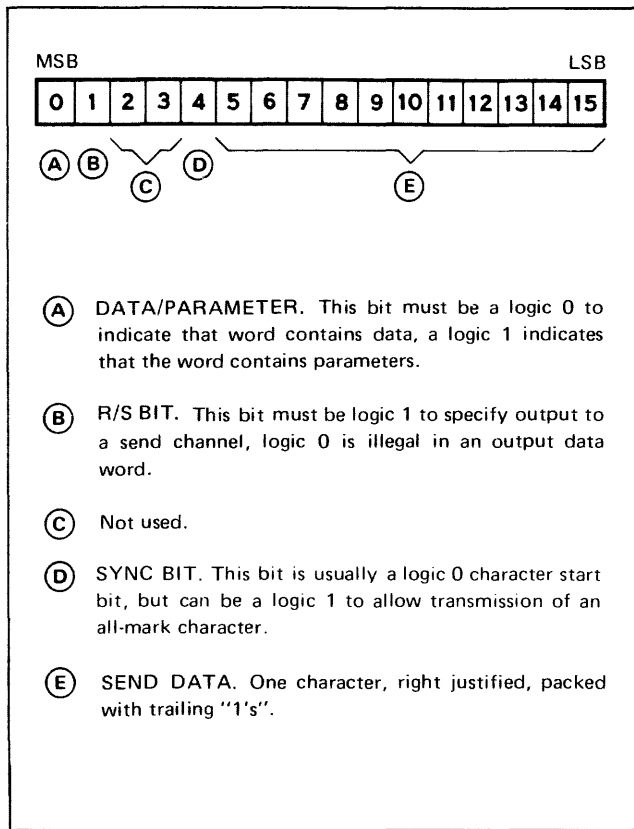 MSB LSB
0 1 2 3 4 5 6 7 8 9 10 11 12 13 14 15
A B C D E
A DATA/PARAMETER. This bit must be a logic 0 to
indicate that word contains data, a logic 1 indicates
that the word contains parameters.
B R/S BIT. This bit must be logic 1 to specify output to
a send channel, logic 0 is illegal in an output data
word.
C Not used.
D SYNC BIT. This bit is usually a logic 0 character start
bit, but can be a logic 1 to allow transmission of an
all-mark character.
E SEND DATA. One character, right justified, packed
with trailing "1's".